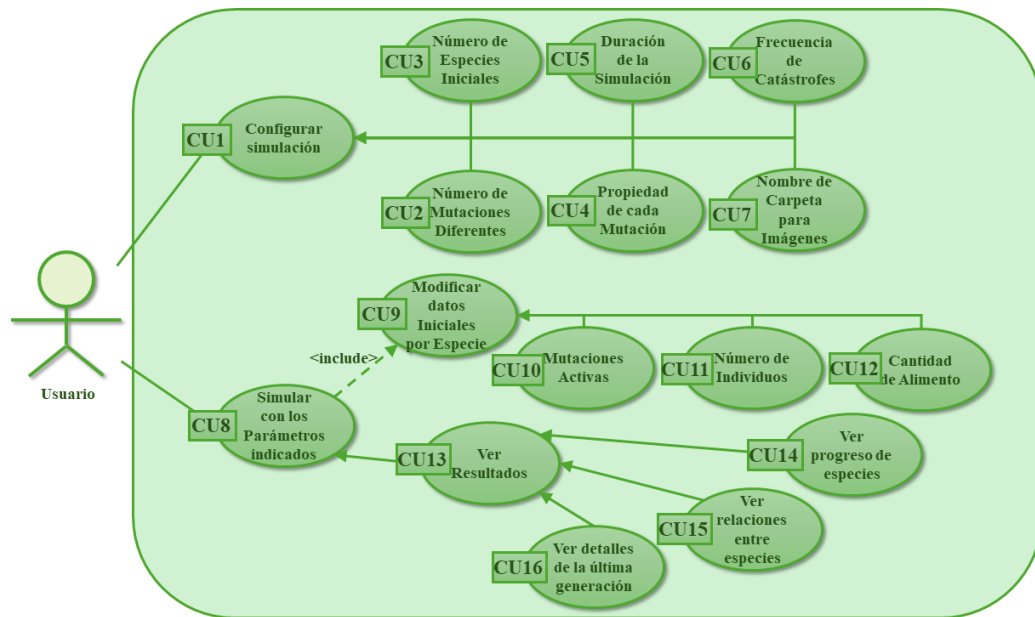 CU1
Configurar
simulación
CU3
Número de
Especies
Iniciales
CU5
Duración
de la
Simulación
CU6
Frecuencia
de
Catástrofes
CU2
Número de
Mutaciones
Diferentes
CU4
Propiedad
de cada
Mutación
CU7
Nombre de
Carpeta
para
Imágenes
Usuario
CU9
Modificar
datos
Iniciales
por Especie
<include>
CU10
Mutaciones
Activas
CU11
Número de
Individuos
CU12
Cantidad
de Alimento
CU8
Simular
con los
Parámetros
indicados
CU13
Ver
Resultados
CU14
Ver
progreso de
especies
CU15
Ver
relaciones
entre
especies
CU16
Ver detalles
de la última
generación